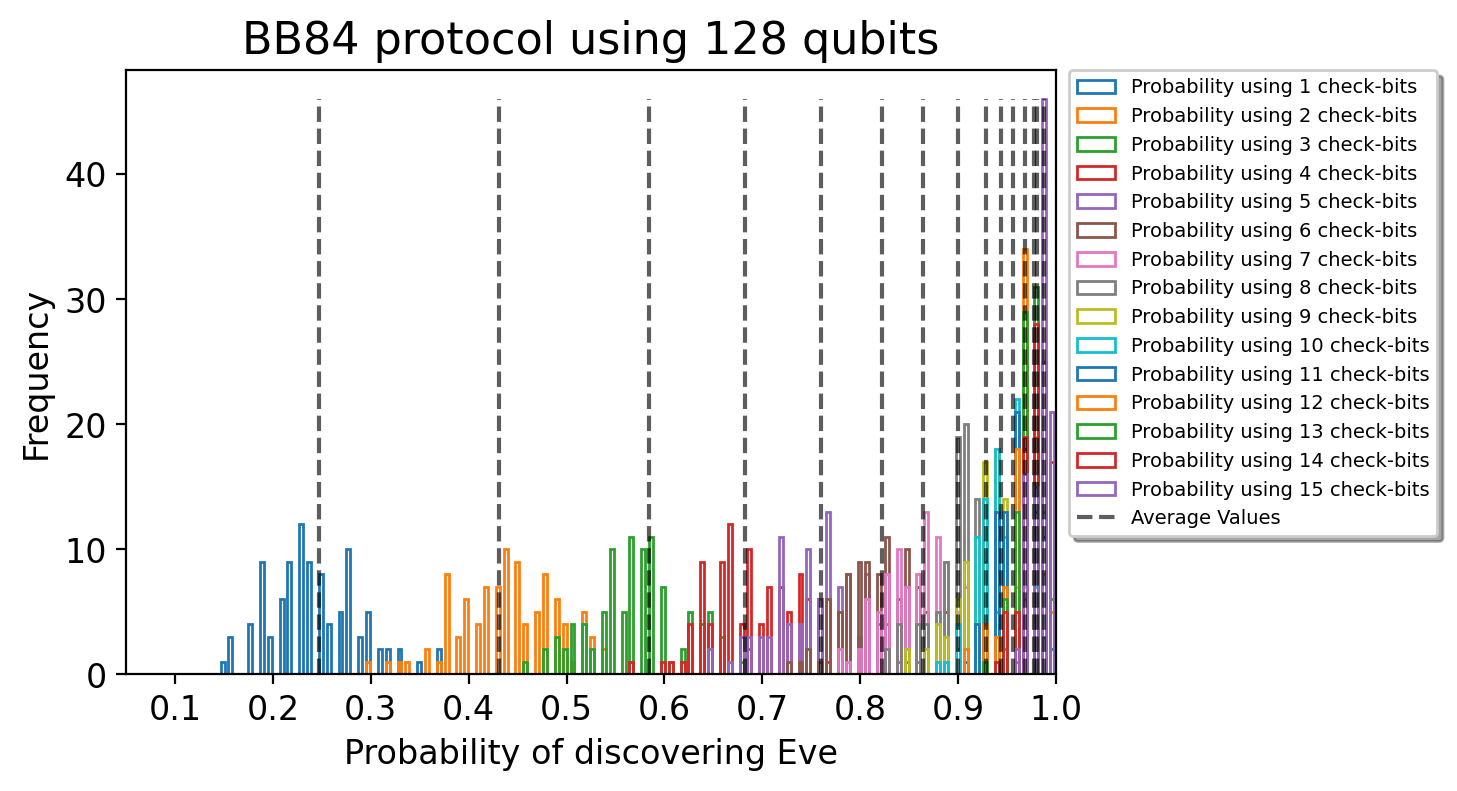 BB84 protocol using 128 qubits
Frequency
40
30
20
10
0
0.1 0.2 0.3 0.4 0.5 0.6 0.7 0.8 0.9 1.0
Probability of discovering Eve
Probability using 1 check-bits
Probability using 2 check-bits
Probability using 3 check-bits
Probability using 4 check-bits
Probability using 5 check-bits
Probability using 6 check-bits
Probability using 7 check-bits
Probability using 8 check-bits
Probability using 9 check-bits
Probability using 10 check-bits
Probability using 11 check-bits
Probability using 12 check-bits
Probability using 13 check-bits
Probability using 14 check-bits
Probability using 15 check-bits
Average Values